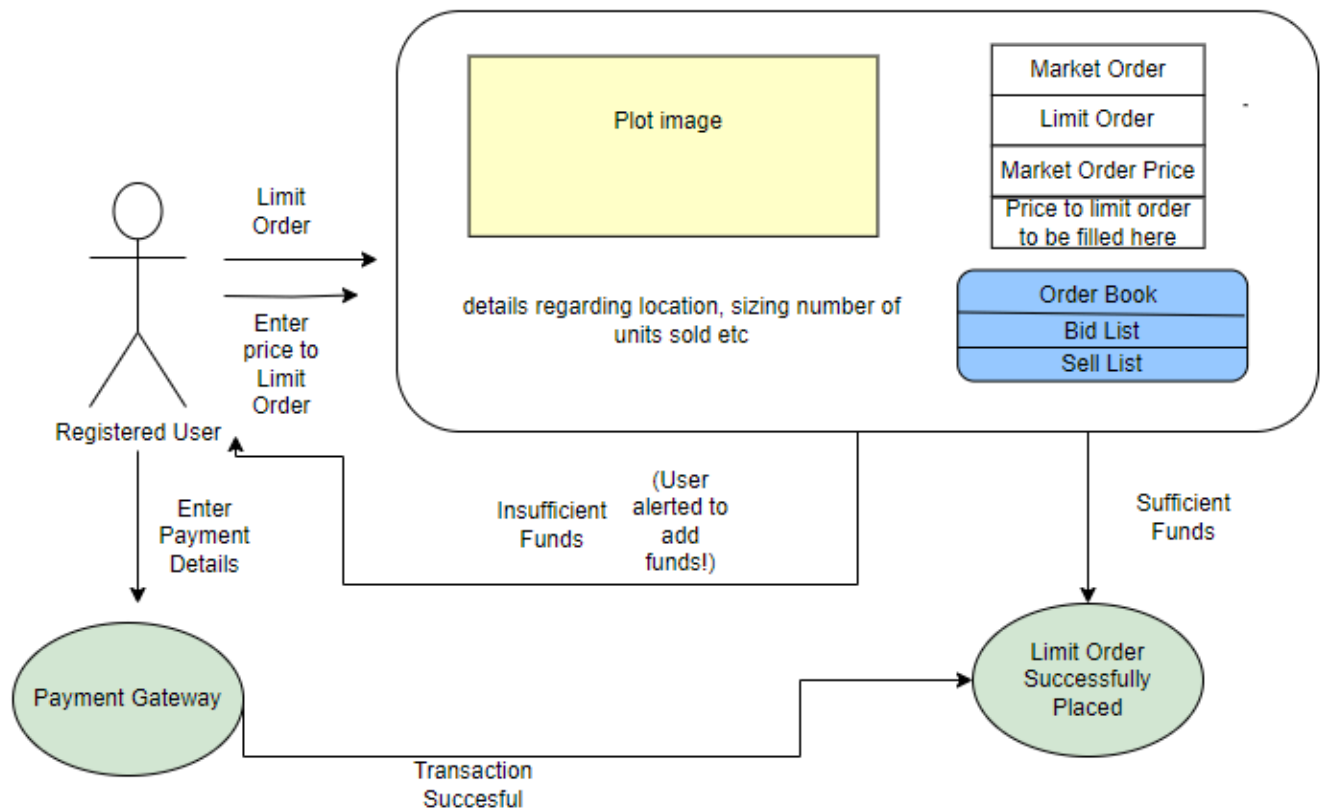 Plot image
Market Order
Limit Order
Market Order Price
Price to limit order
to be filled here
Limit
Order
Enter
price to
Limit
Order
details regarding location, sizing number of
units sold etc
Order Book
Bid List
Sell List
Registered User
Enter
Payment
Details
Insufficient
Funds
(User
alerted to
add
funds!)
Sufficient
Funds
Payment Gateway
Limit Order
Successfully
Placed
Transaction
Succesful